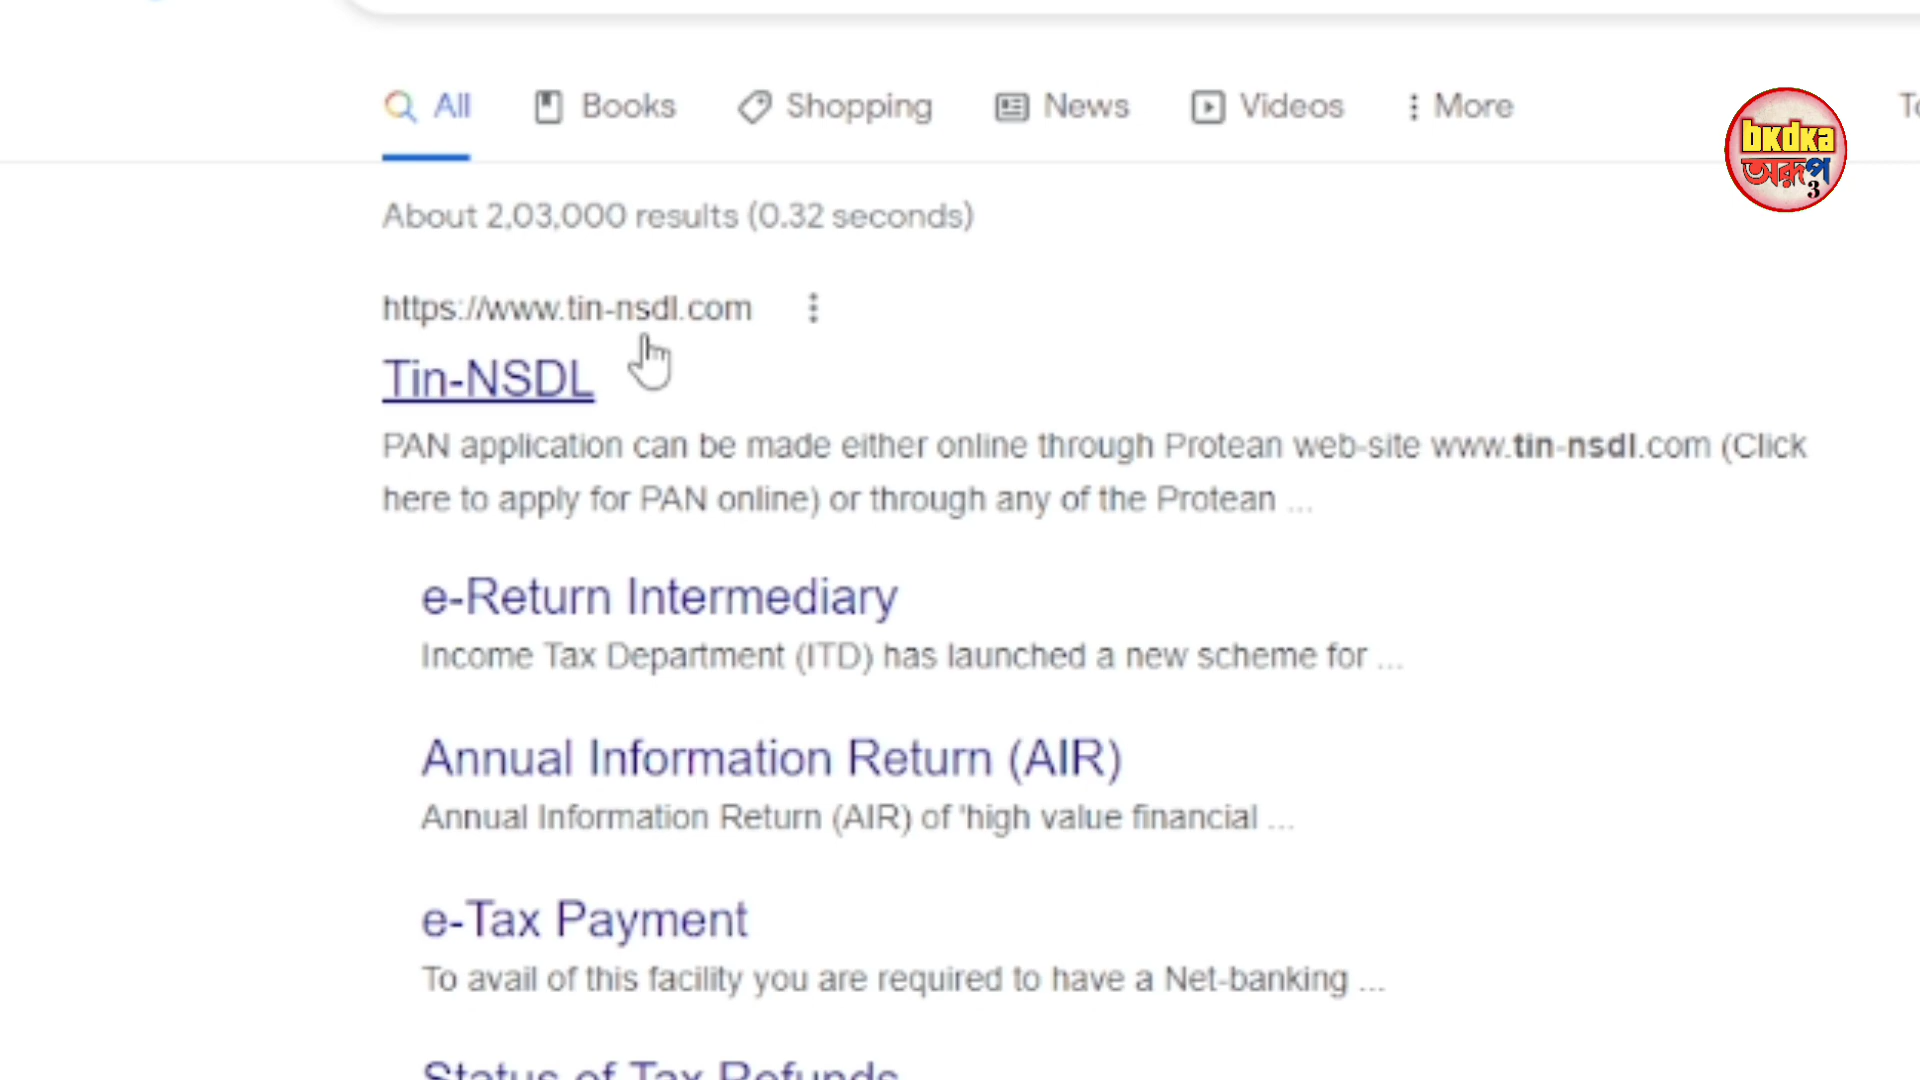 All Books Shopping News Videos More
bkdka
অরূপ
3
About 2,03,000 results (0.32 seconds)
https://www.tin-nsdl.com
Tin-NSDL
PAN application can be made either online through Protean web-site www.tin-nsdl.com (Click
here to apply for PAN online) or through any of the Protean ...
e-Return Intermediary
Income Tax Department (ITD) has launched a new scheme for ...
Annual Information Return (AIR)
Annual Information Return (AIR) of 'high value financial ...
e-Tax Payment
To avail of this facility you are required to have a Net-banking ...
Status of Tax Refunds